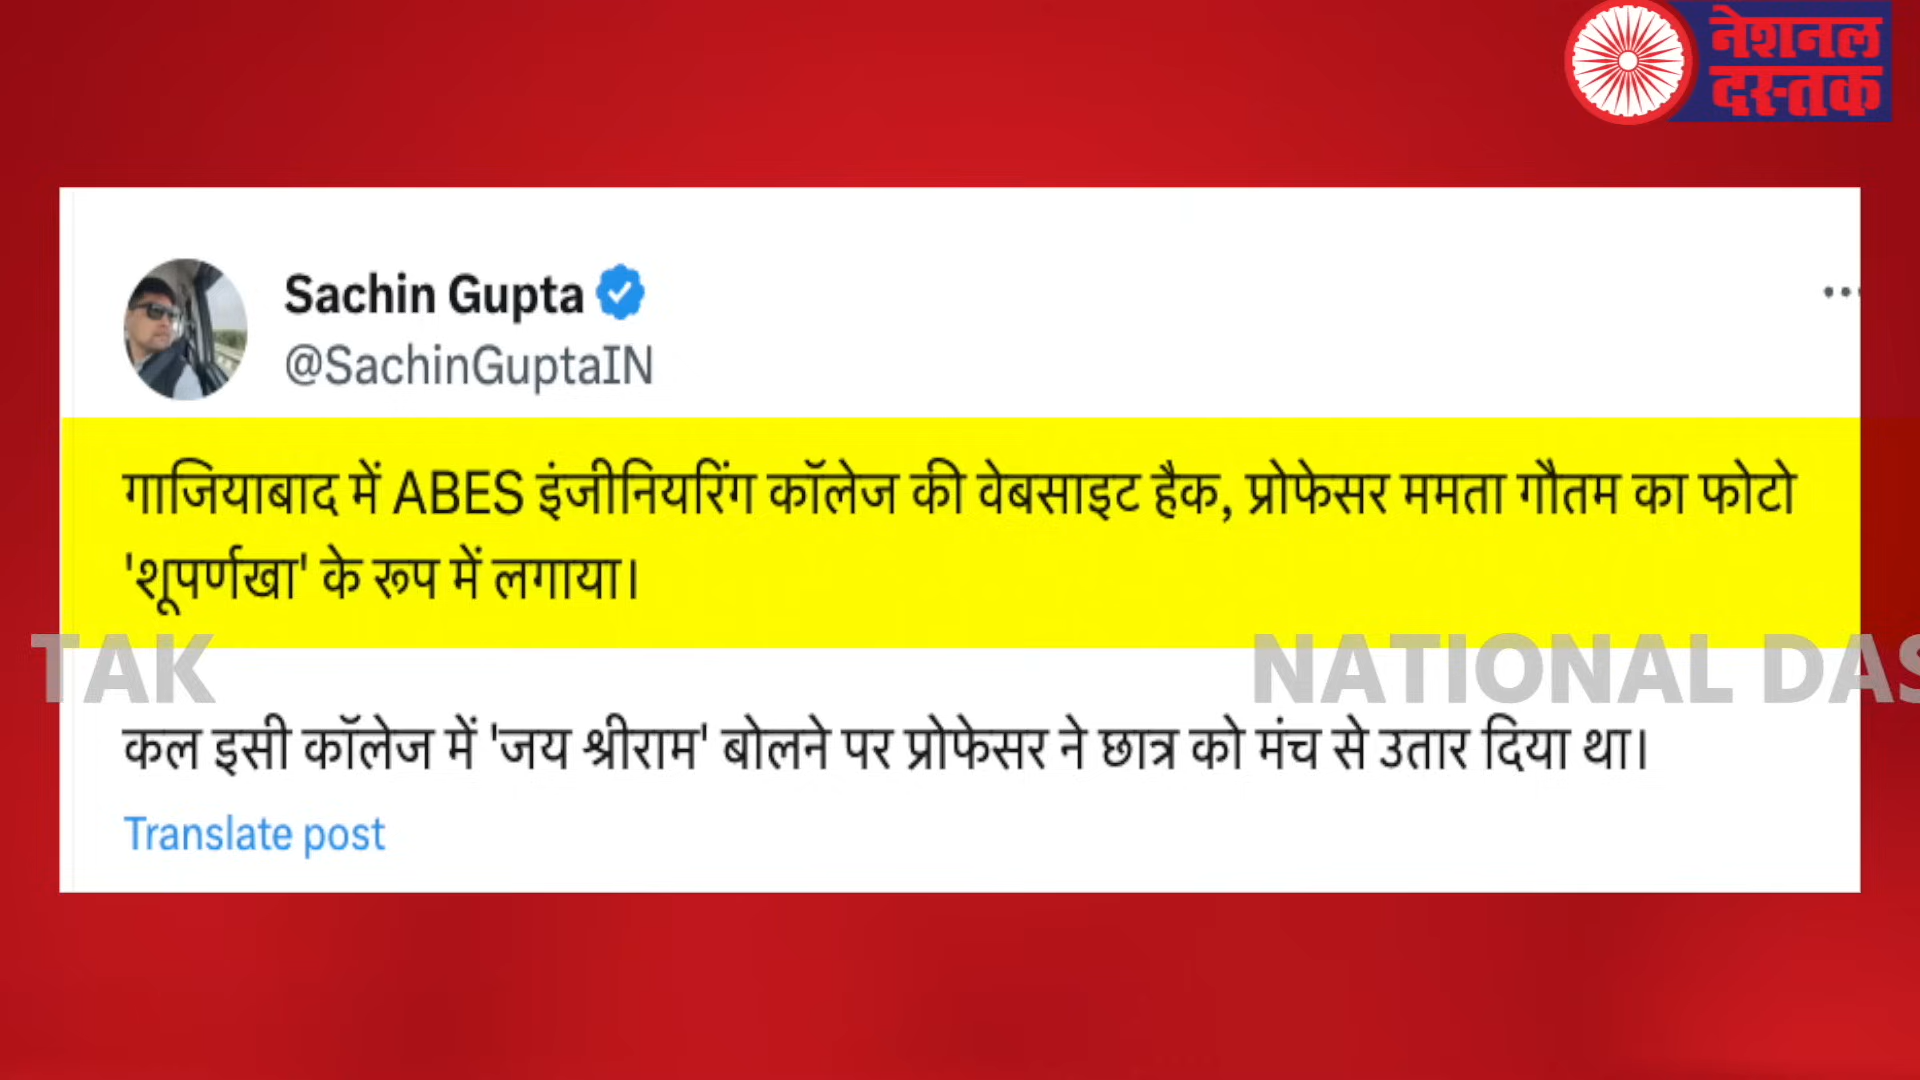 नेशनल
दस्तक
Sachin Gupta
@SachinGuptaIN
गाजियाबाद में ABES इंजीनियरिंग कॉलेज की वेबसाइट हैक, प्रोफेसर ममता गौतम का फोटो
'शूपर्णखा' के रूप में लगाया।
TAK NATIONAL DAS
कल इसी कॉलेज में 'जय श्रीराम' बोलने पर प्रोफेसर ने छात्र को मंच से उतार दिया था।
Translate post